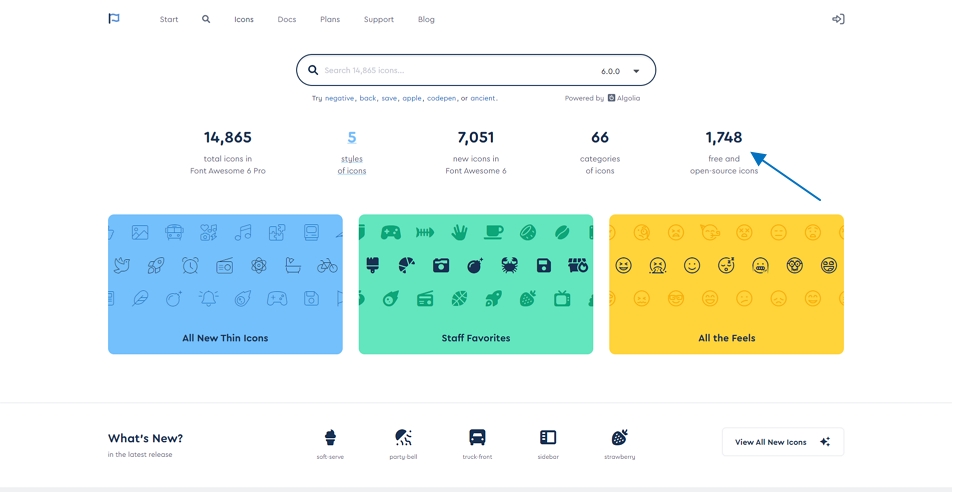 Start Icons Docs Plans Support Blog
Search 14,865 icons... 6.0.0
Try negative, back, save, apple, codepen, or ancient. Powered by Algolia
14,865
total icons in
Font Awesome 6 Pro
5
styles
of icons
7,051
new icons in
Font Awesome 6
66
categories
of icons
1,748
free and
open-source icons
All New Thin Icons
Staff Favorites
All the Feels
What's New?
in the latest release
soft-serve
party-bell
truck-front
sidebar
strawberry
View All New Icons